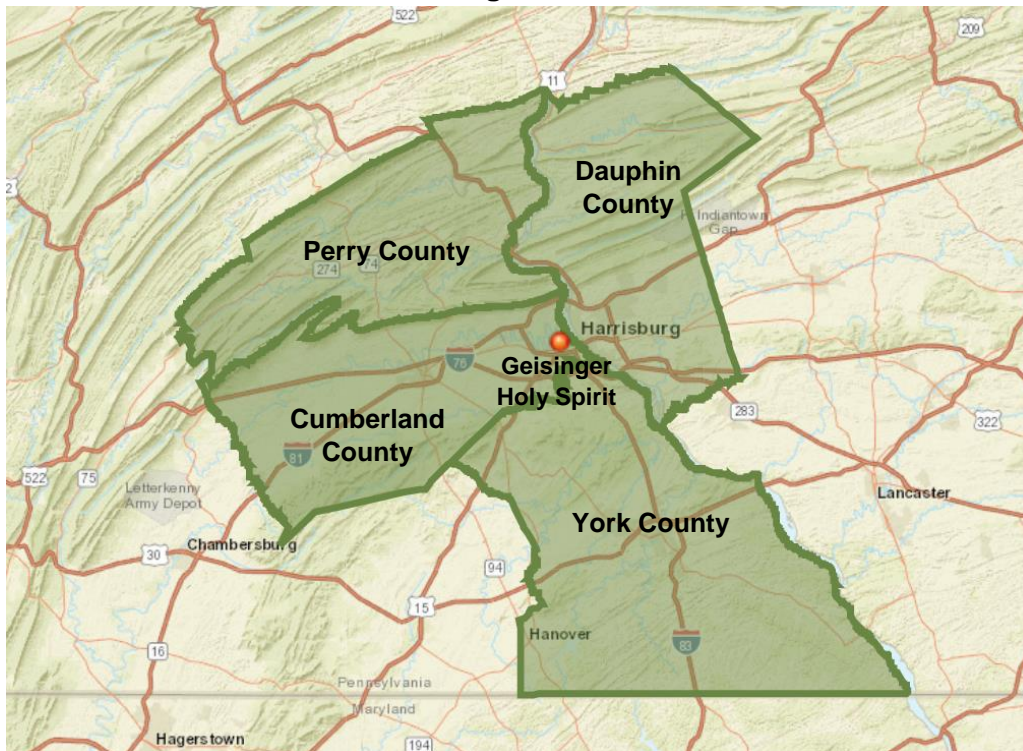 522
11
209
Dauphin
County
Indiantown
Gap
Perry County
274
74
Harrisburg
76
Geisinger
Holy Spirit
Cumberland
County
283
322
81
522
75
Letterkenny
Army Depot
Lancaster
York County
Chambersburg
30
94
15
Hanover
83
16
Pennsylvania
Maryland
Hagerstown
194